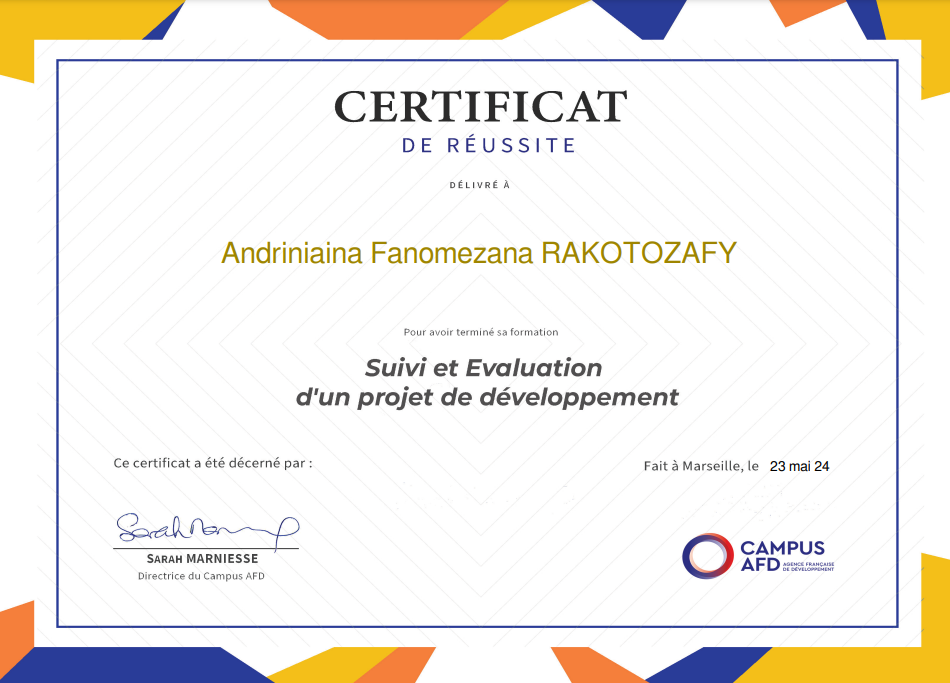 CERTIFICAT
DE RÉUSSITE
DÉLIVRÉ À
Andriniaina Fanomezana RAKOTOZAFY
Pour avoir terminé sa formation
Suivi et Evaluation
d'un projet de développement
Ce certificat a été décerné par :
Fait à Marseille, le 23 mai 24
Sarah Marniesse
SARAH MARNIESSE
Directrice du Campus AFD
CAMPUS
AFD AGENCE FRANÇAISE
DE DÉVELOPPEMENT